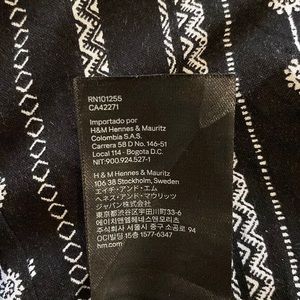 RN101255
CA42271
Importado por
H&M Hennes & Mauritz
Colombia S.A.S.
Carrera 58 D No. 146-51
Local 114 · Bogota D.C.
NIT:900.924.527-1
H & M Hennes & Mauritz
106 38 Stockholm, Sweden
エイチ・アンド・エム
ヘネス・アンド・マウリッツ
ジャパン株式会社
東京都渋谷区宇田川町33-6
에이치앤엠헤네스앤모리츠
주식회사 서울시 중구 소공로 94
OCI빌딩 15층 1577-6347
hm.com